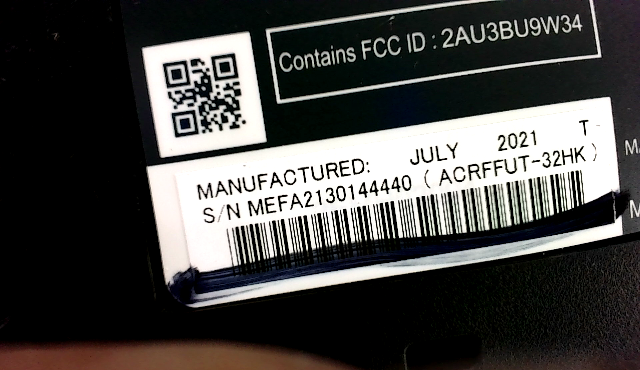 Contains FCC ID : 2AU3BU9W34
MANUFACTURED: JULY 2021 T-
S/N MEFA2130144440 ( ACRFFUT-32HK )